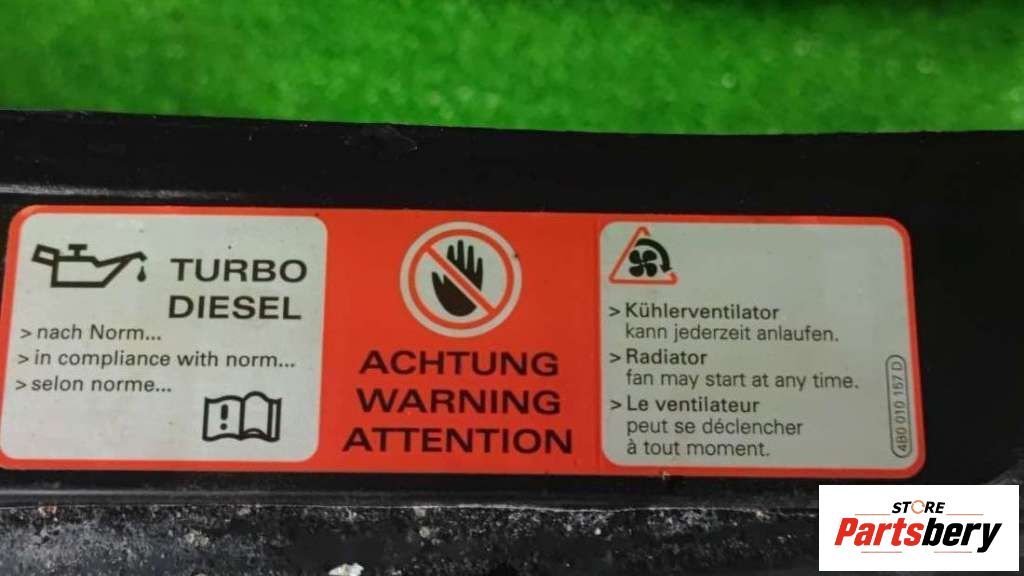 TURBO
DIESEL
> nach Norm...
> in compliance with norm...
> selon norme...
ACHTUNG
WARNING
ATTENTION
> Kühlerventilator
kann jederzeit anlaufen.
> Radiator
fan may start at any time.
> Le ventilateur
peut se déclencher
à tout moment.
4B0 010 157 D
STORE
Partsbery